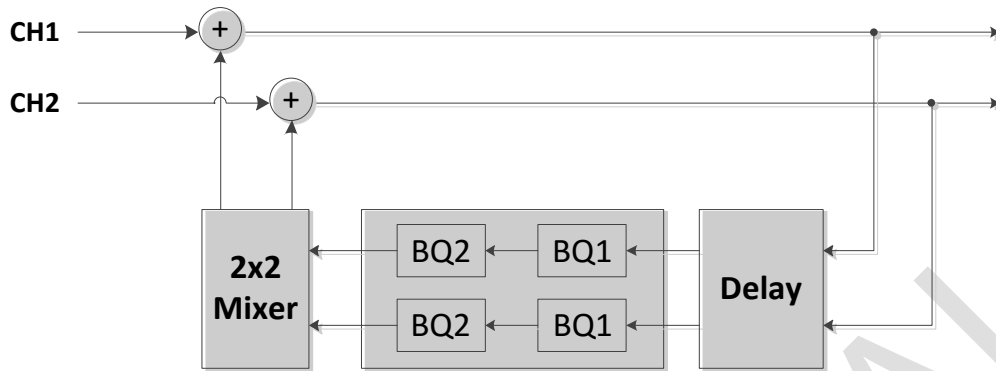 CH1
+
CH2
+
2x2
Mixer
BQ2
BQ1
BQ2
BQ1
Delay